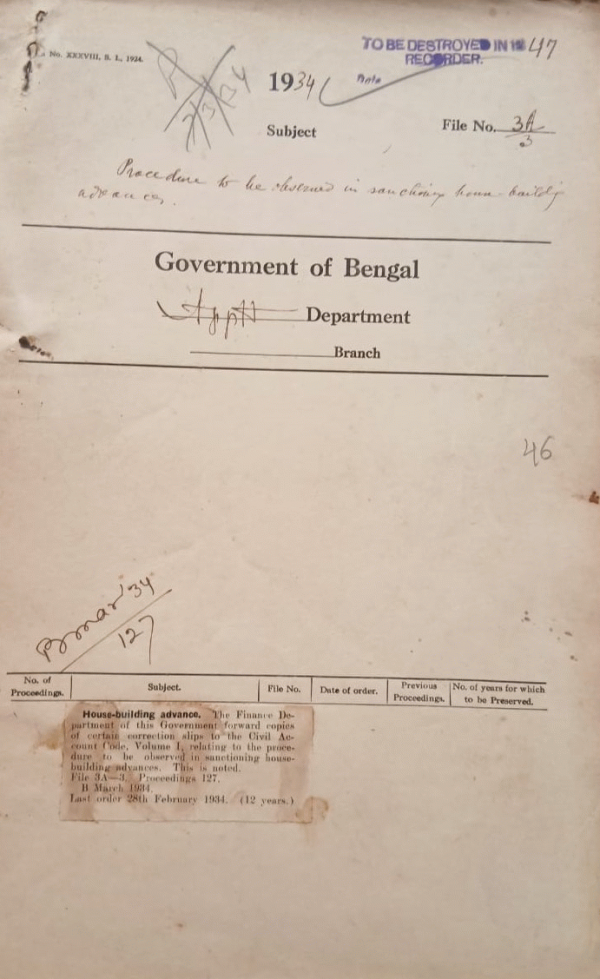 No. XXXVIII, B. L., 1924.
TO BE DESTROYED IN 1947
RECORDER.
1934
Subject
File No. 3A/3
Procedure to be observed in sanctioning house-building
advances.
Government of Bengal
Appt Department
Branch
46
B Mar '34
127
No. of Proceedings.
Subject.
File No.
Date of order.
Previous Proceedings.
No. of years for which to be Preserved.
House-building advance. The Finance De-
partment of this Government forward copies
of certain correction slips to the Civil Ac-
count Code, Volume I, relating to the proce-
dure to be observed in sanctioning house-
building advances. This is noted.
File 3A—3. Proceedings 127.
B March 1934.
Last order 28th February 1934. (12 years.)